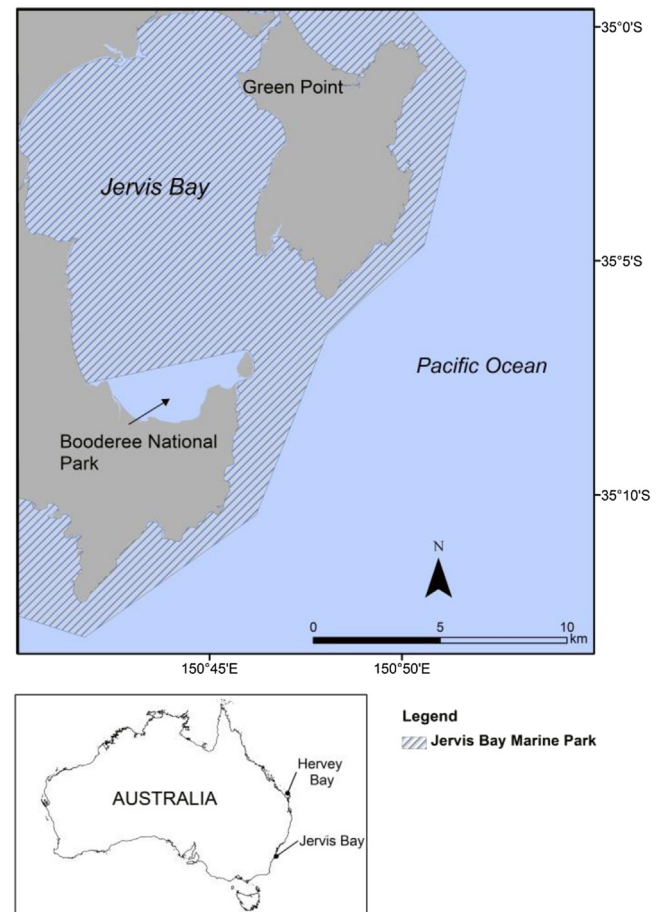 35°0'S
Green Point
Jervis Bay
35°5'S
Pacific Ocean
Booderee National
Park
35°10'S
N
0 5 10
km
150°45'E 150°50'E
Legend
Jervis Bay Marine Park
Hervey
Bay
AUSTRALIA
Jervis Bay